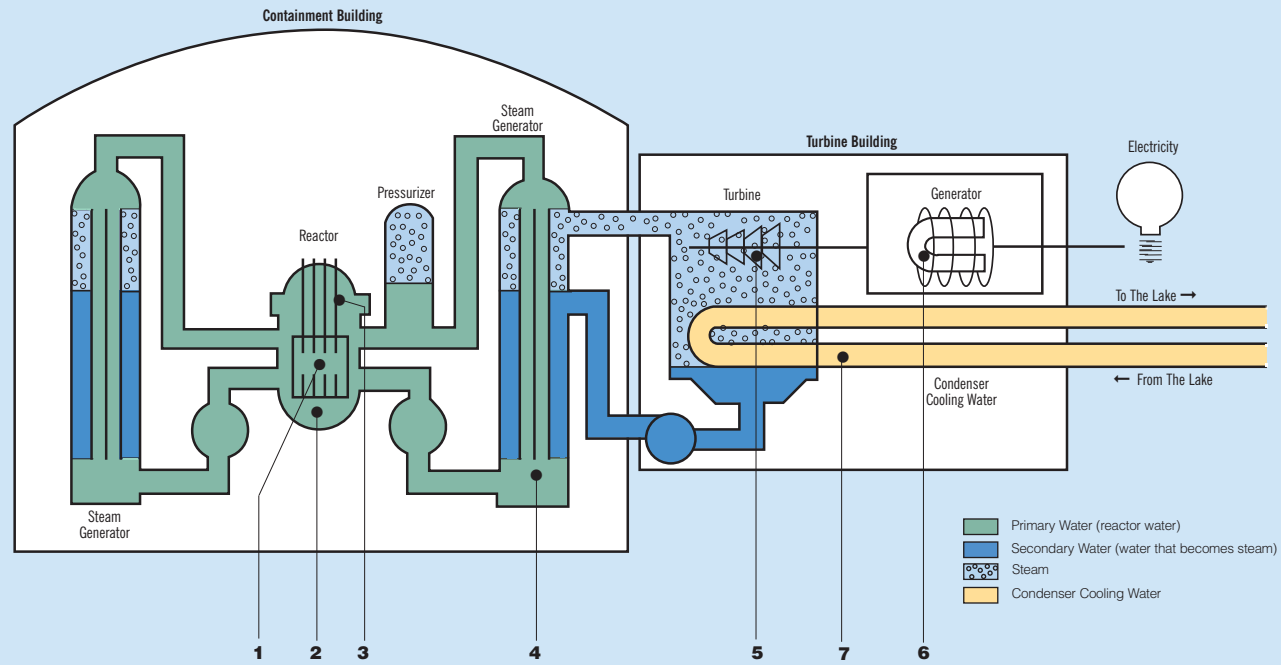 Containment Building
Steam
Generator
Turbine Building
Electricity
Pressurizer
Turbine
Generator
Reactor
To The Lake →
← From The Lake
Condenser
Cooling Water
Steam
Generator
Primary Water (reactor water)
Secondary Water (water that becomes steam)
Steam
Condenser Cooling Water
1 2 3 4 5 7 6